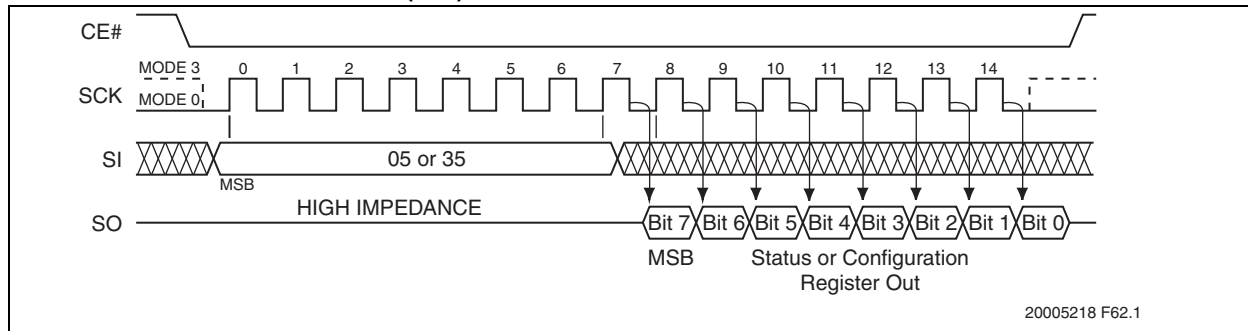 CE#
MODE 3
0 1 2 3 4 5 6 7 8 9 10 11 12 13 14
SCK
MODE 0
SI
05 or 35
MSB
HIGH IMPEDANCE
SO
Bit 7 Bit 6 Bit 5 Bit 4 Bit 3 Bit 2 Bit 1 Bit 0
MSB
Status or Configuration
Register Out
20005218 F62.1